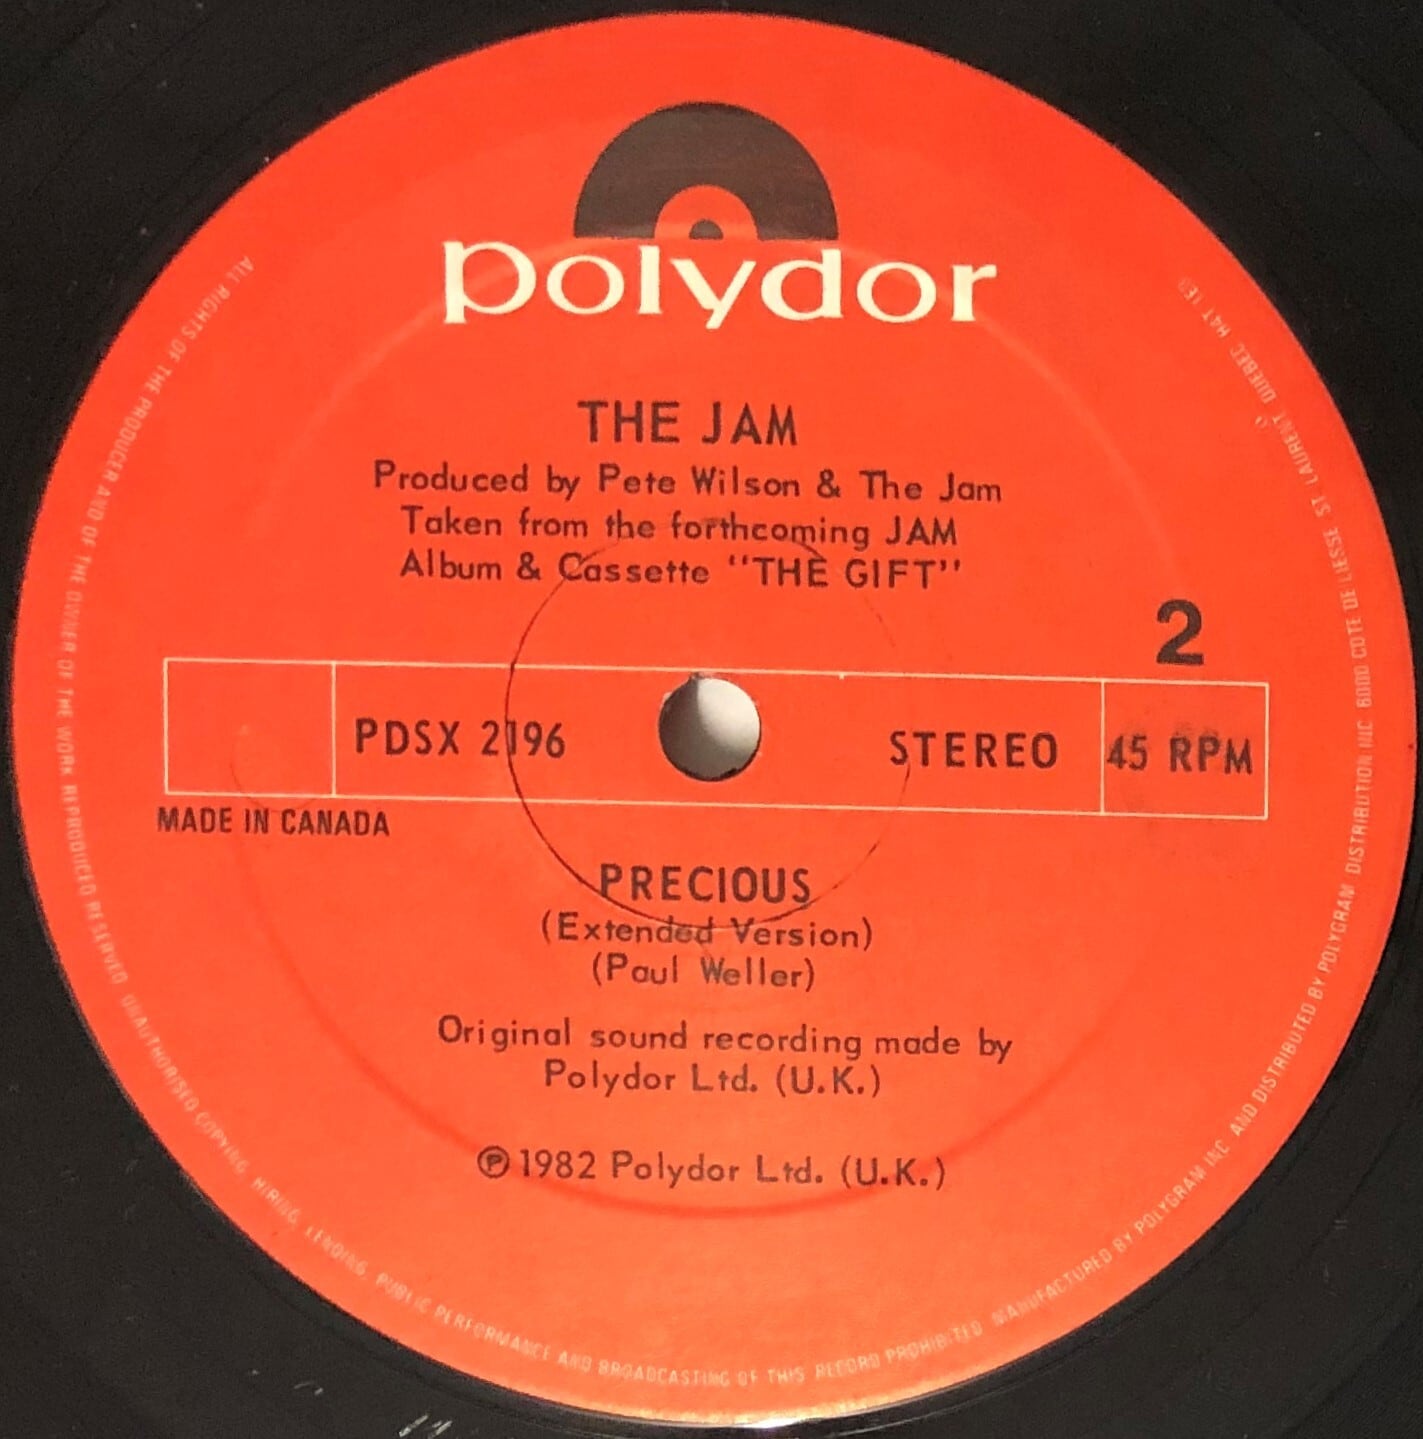 polydor
THE JAM
Produced by Pete Wilson & The Jam
Taken from the forthcoming JAM
Album & Cassette "THE GIFT"
2
PDSX 2196
STEREO
45 RPM
MADE IN CANADA
PRECIOUS
(Extended Version)
(Paul Weller)
Original sound recording made by
Polydor Ltd. (U.K.)
℗ 1982 Polydor Ltd. (U.K.)
ALL RIGHTS OF THE PRODUCER AND OF THE OWNER OF THE WORK REPRODUCED RESERVED UNAUTHORISED COPYING HIRING LENDING PUBLIC PERFORMANCE AND BROADCASTING OF THIS RECORD PROHIBITED MANUFACTURED BY POLYGRAM INC AND DISTRIBUTED BY POLYGRAM DISTRIBUTION INC 6000 COTE DE LIESSE ST LAURENT QUEBEC H4T 1E3